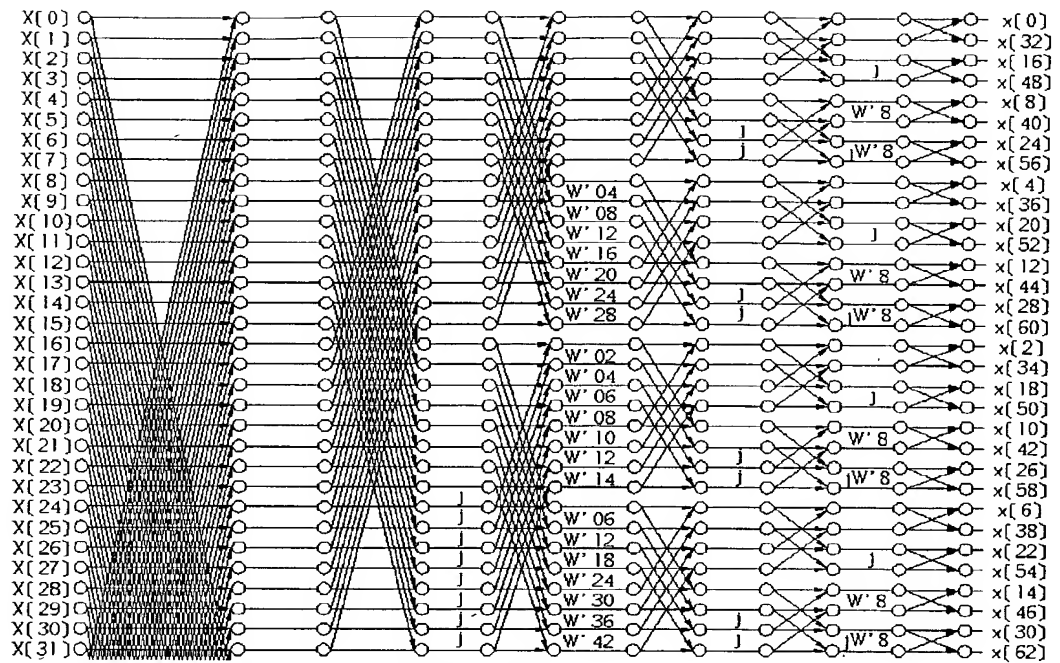 X[0] x[0]
X[1] x[32]
X[2] x[16]
X[3] J x[48]
X[4] x[8]
X[5] W'8 x[40]
X[6] J x[24]
X[7] j jW'8 x[56]
X[8] x[4]
W'04
X[9] x[36]
W'08
X[10] x[20]
W'12
X[11] J x[52]
W'16
X[12] x[12]
W'20 W'8
X[13] x[44]
W'24 j
X[14] x[28]
W'28 j jW'8
X[15] x[60]
X[16] x[2]
W'02
X[17] x[34]
W'04
X[18] x[18]
W'06 J
X[19] x[50]
W'08
X[20] x[10]
W'10 W'8
X[21] x[42]
W'12 j
X[22] x[26]
W'14 j jW'8
X[23] x[58]
j
X[24] x[6]
j W'06
X[25] x[38]
j W'12
X[26] x[22]
j W'18 J
X[27] x[54]
j W'24
X[28] x[14]
j W'30 W'8
X[29] x[46]
j W'36 j
X[30] x[30]
j W'42 j jW'8
X[31] x[62]